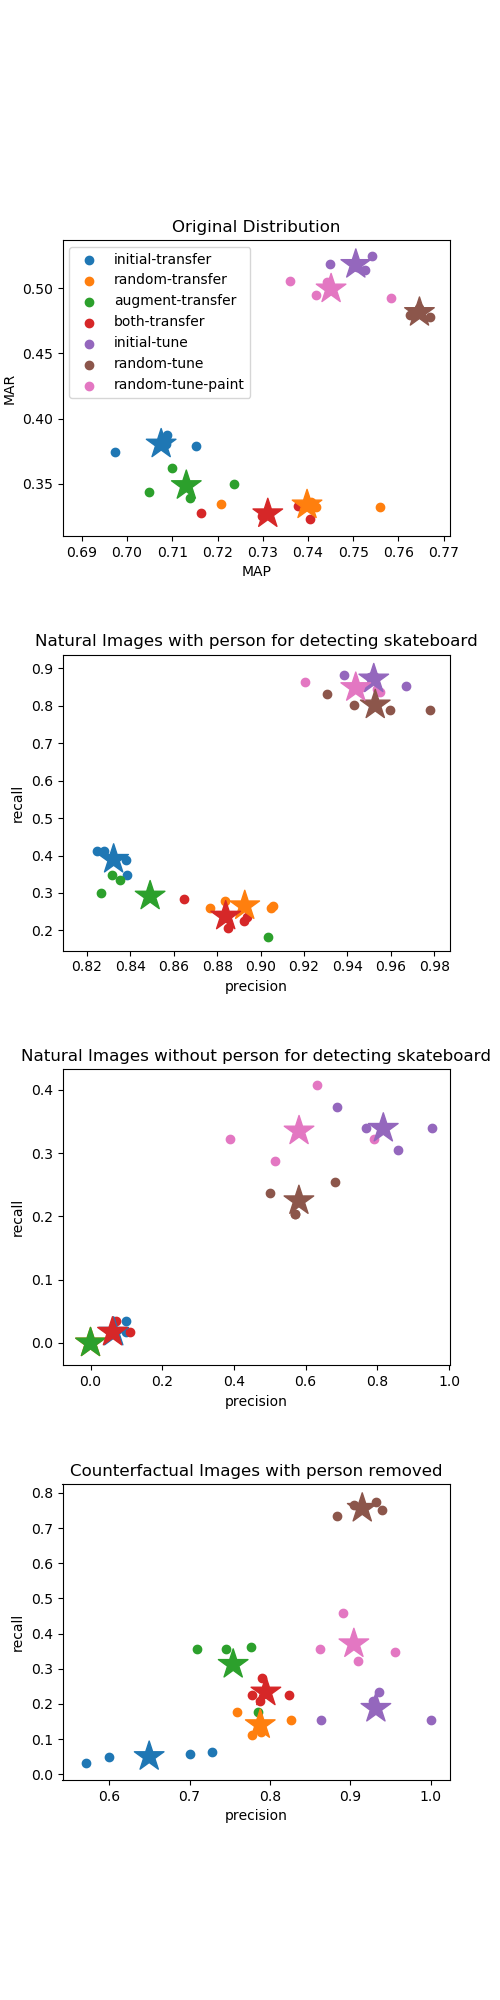 Original Distribution
initial-transfer
random-transfer
augment-transfer
both-transfer
initial-tune
random-tune
random-tune-paint
0.50
0.45
0.40
0.35
MAR
0.69 0.70 0.71 0.72 0.73 0.74 0.75 0.76 0.77
MAP
Natural Images with person for detecting skateboard
0.9
0.8
0.7
0.6
0.5
0.4
0.3
0.2
recall
0.82 0.84 0.86 0.88 0.90 0.92 0.94 0.96 0.98
precision
Natural Images without person for detecting skateboard
0.4
0.3
0.2
0.1
0.0
recall
0.0 0.2 0.4 0.6 0.8 1.0
precision
Counterfactual Images with person removed
0.8
0.7
0.6
0.5
0.4
0.3
0.2
0.1
0.0
recall
0.6 0.7 0.8 0.9 1.0
precision